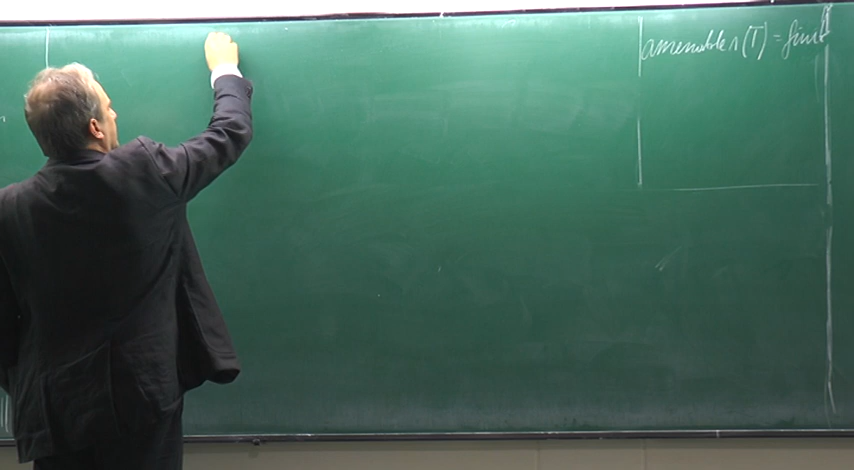 amenable ∩ (T) = finite